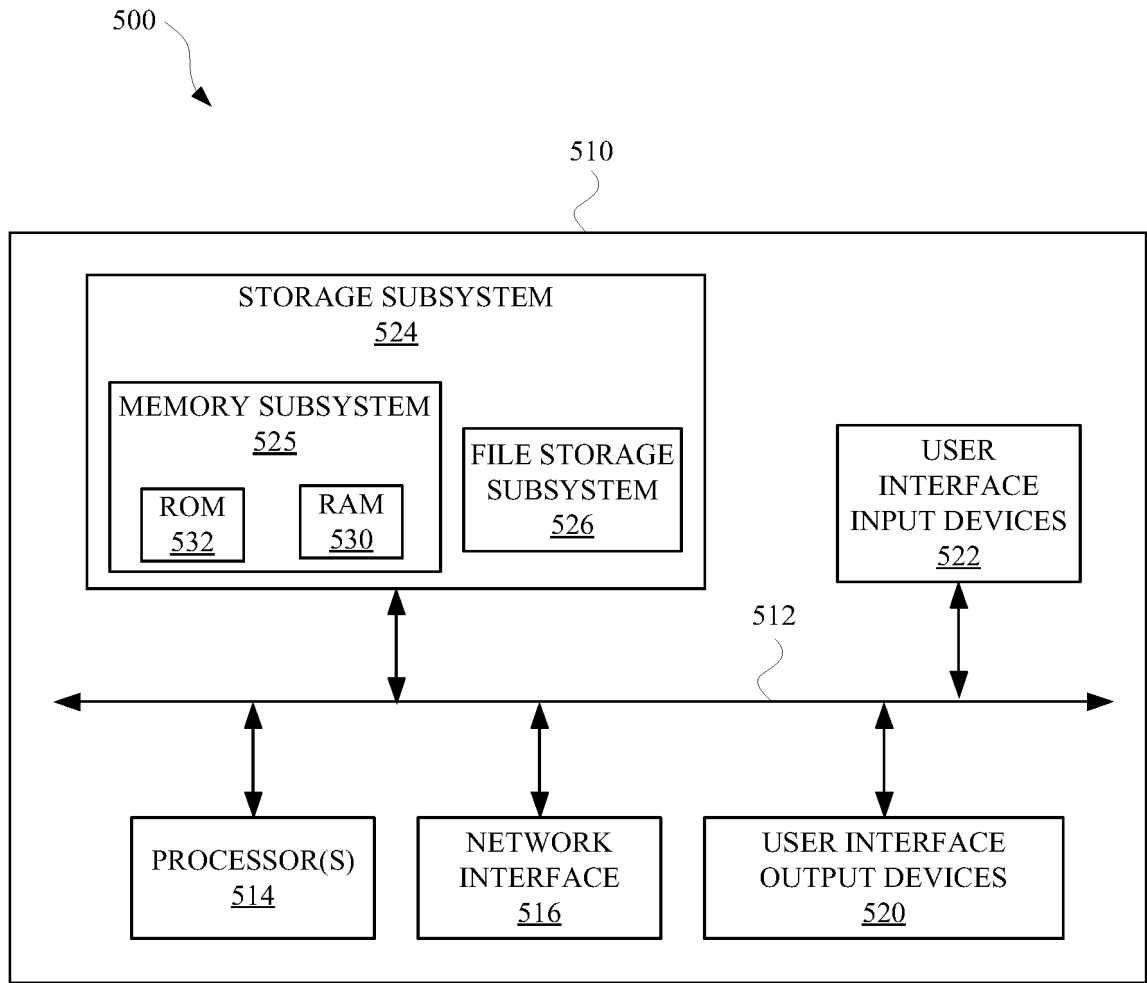 500
510
STORAGE SUBSYSTEM
524
MEMORY SUBSYSTEM
525
ROM
532
RAM
530
FILE STORAGE
SUBSYSTEM
526
USER
INTERFACE
INPUT DEVICES
522
512
PROCESSOR(S)
514
NETWORK
INTERFACE
516
USER INTERFACE
OUTPUT DEVICES
520